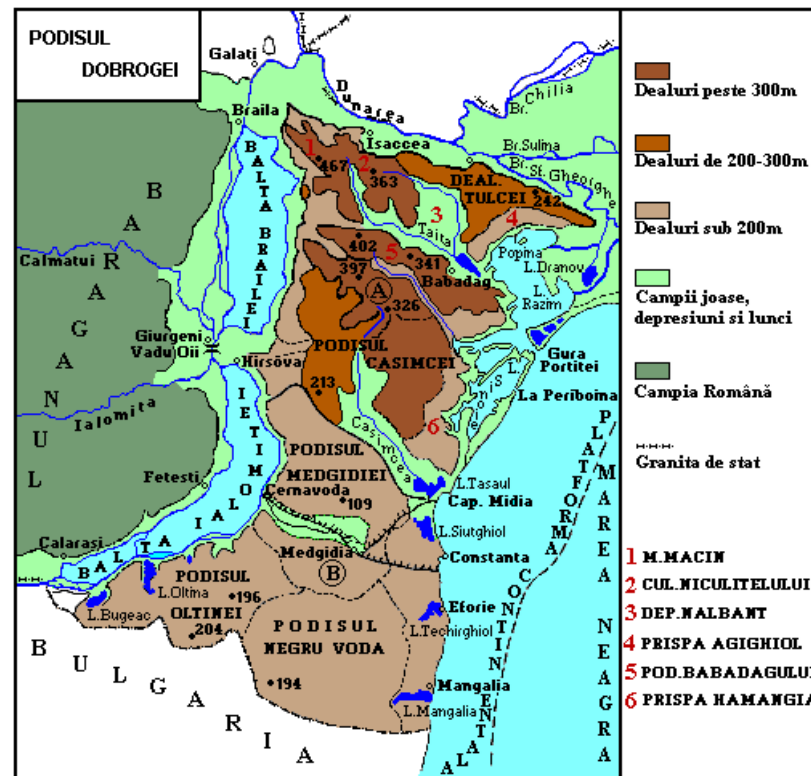 PODISUL
DOBROGEI
Galați
Dunarea
Br. Chilia
Braila
Isaccea
Br.Sulina
Br. St. Gheorghe
1
467
2
363
DEAL.
TULCEI
242
3
4
Taita
BALTA BRAILEI
402
5
341
397
Babadag
Popina
L.Dranov
L.
Razim
A
326
Calmatui
BARAGANUL
Giurgeni
Vadu Oii
Hirsova
PODISUL
CASIMCEI
Gura
Portitei
L. Sinoie
La Periboina
213
Ialomita
6
Casimcea
PODISUL
MEDGIDIEI
Fetesti
Cernavoda
109
L.Tasaul
Cap. Midia
L.Siutghiol
Calarasi
BALTA IALOMITEI
Medgidia
B
Constanta
PODISUL
OLTINEI
L.Oltina
L.Bugeac
196
204
Eforie
L.Techirghiol
PODISUL
NEGRU VODA
194
Mangalia
L.Mangalia
BULGARIA
PLATFORMA CONTINENTALA
MAREA NEAGRA
Dealuri peste 300m
Dealuri de 200-300m
Dealuri sub 200m
Campii joase,
depresiuni si lunci
Campia Română
Granita de stat
1 M.MACIN
2 CUL.NICULITELULUI
3 DEP.NALBANT
4 PRISPA AGIGHIOL
5 POD.BABADAGULUI
6 PRISPA HAMANGIA